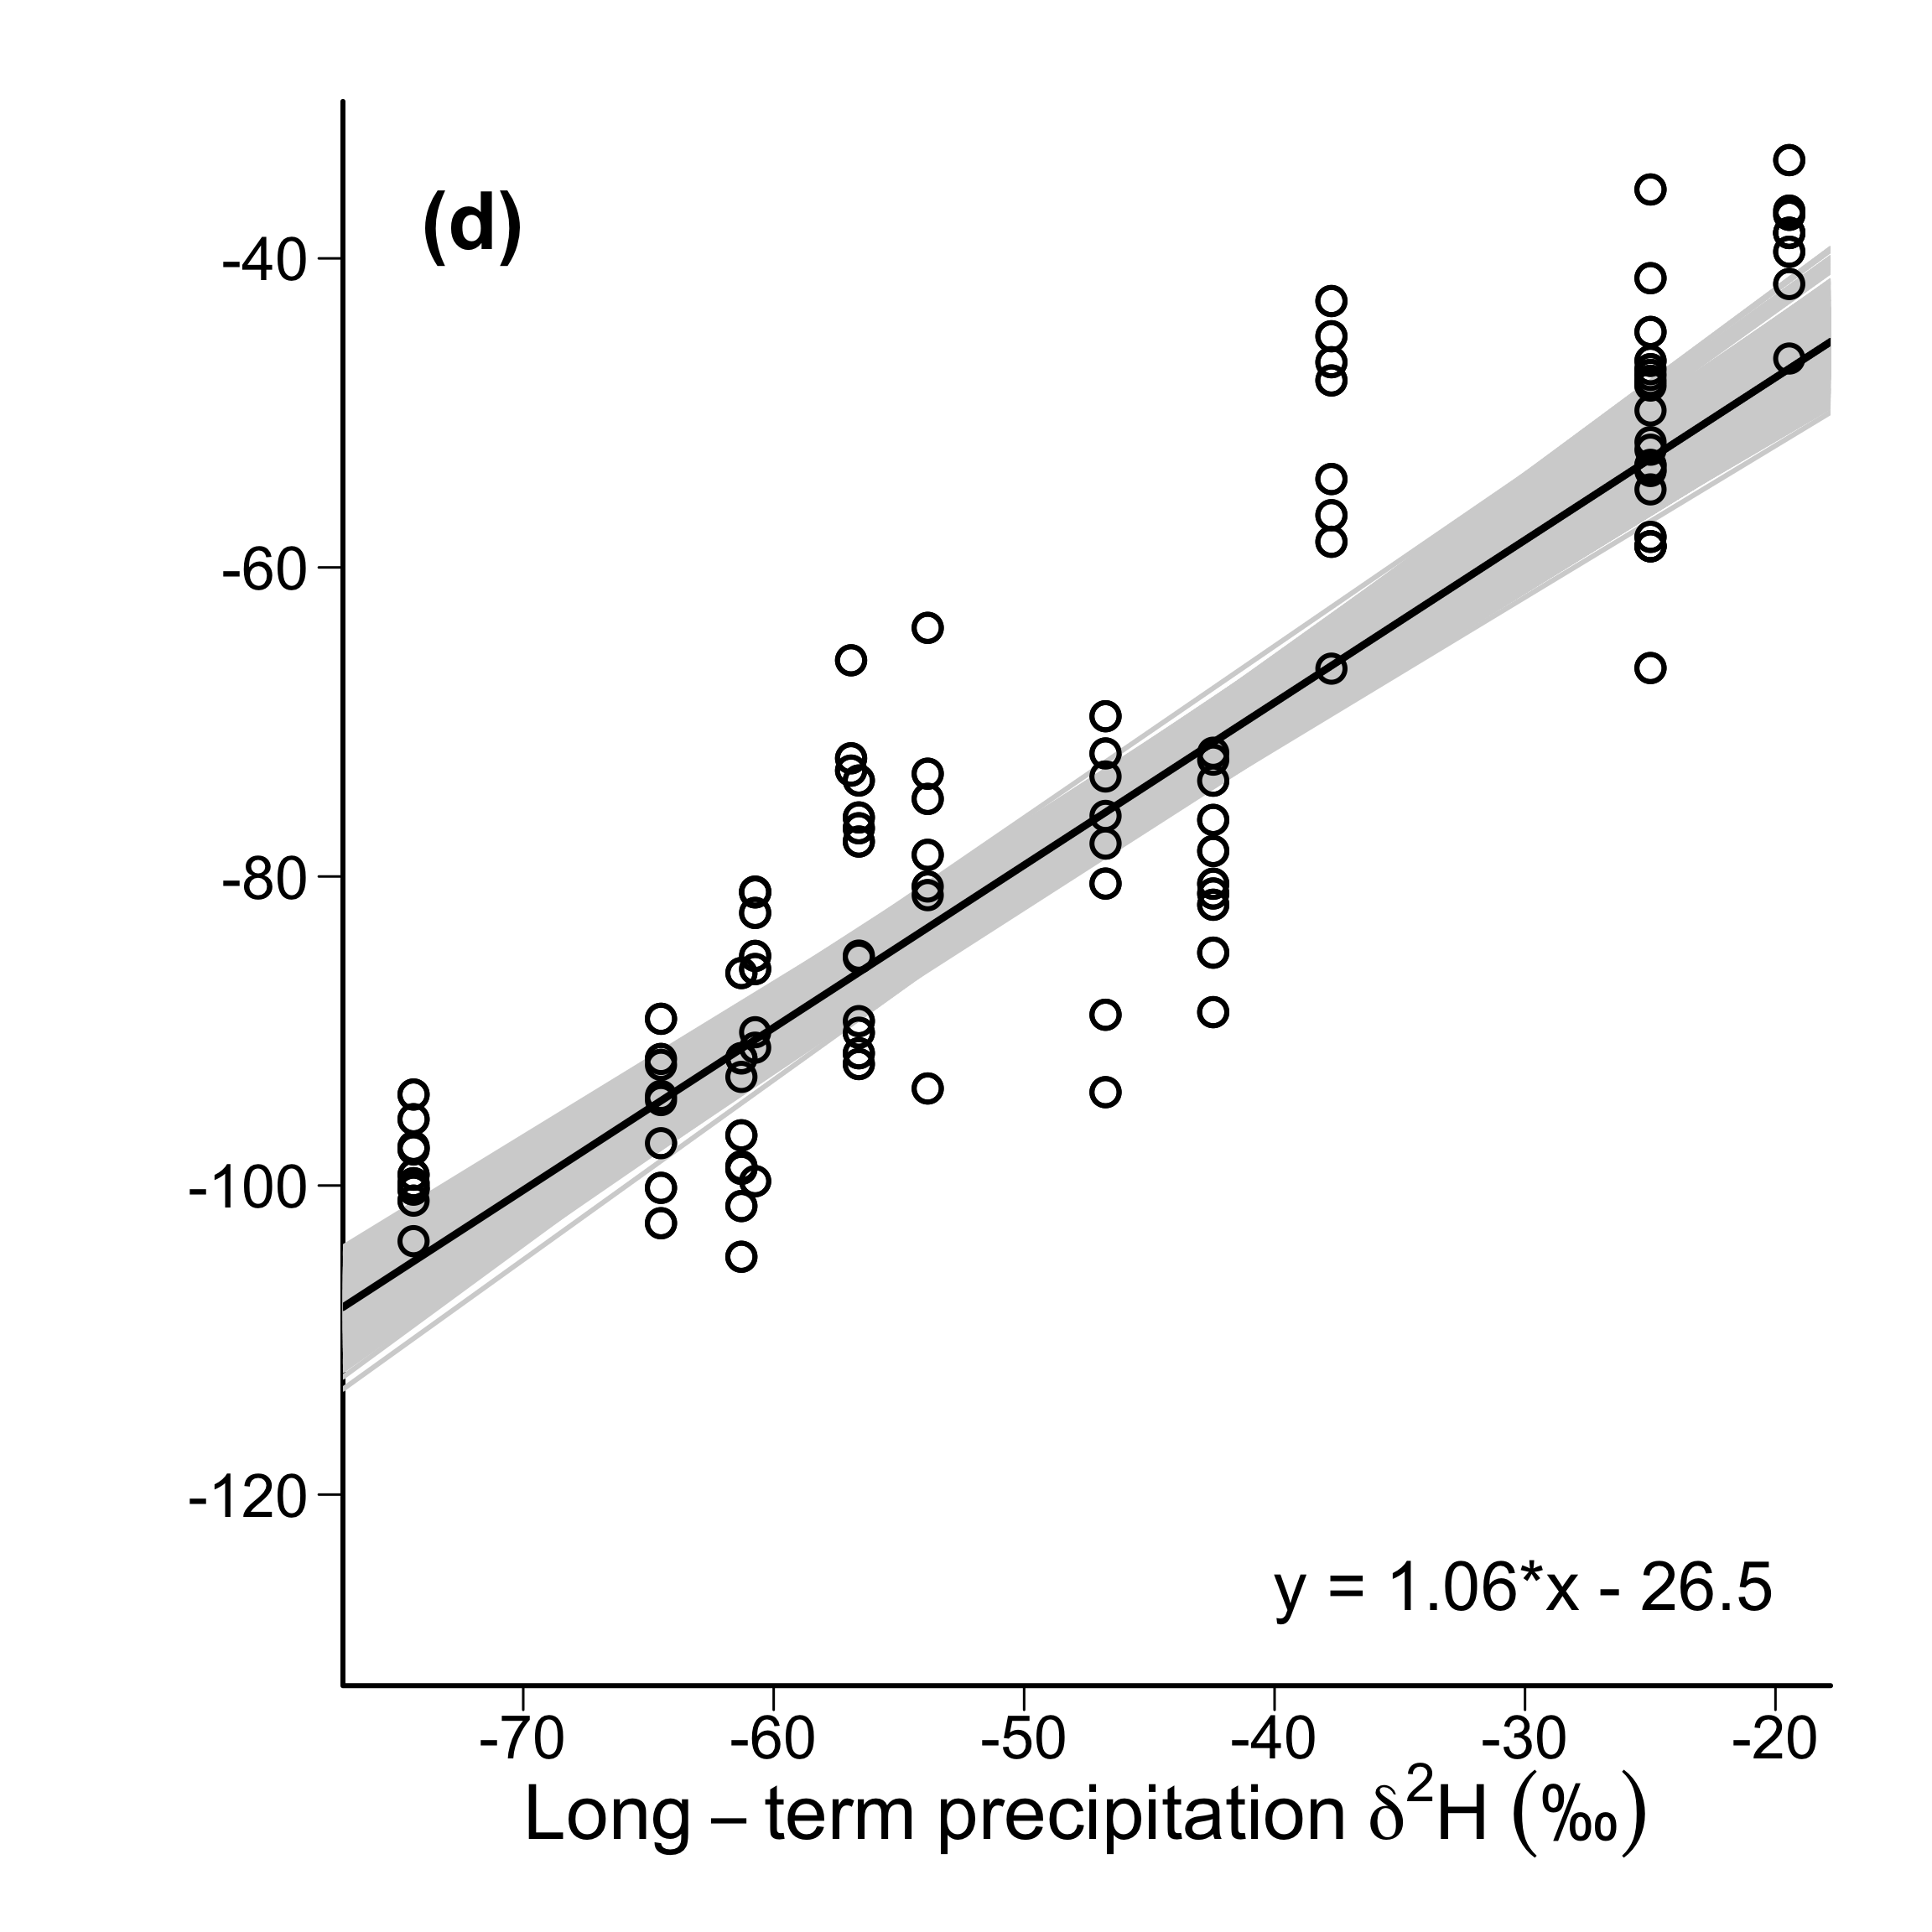 (d)
-40
-60
-80
-100
-120
y = 1.06*x - 26.5
-70 -60 -50 -40 -30 -20
Long – term precipitation δ²H (‰)